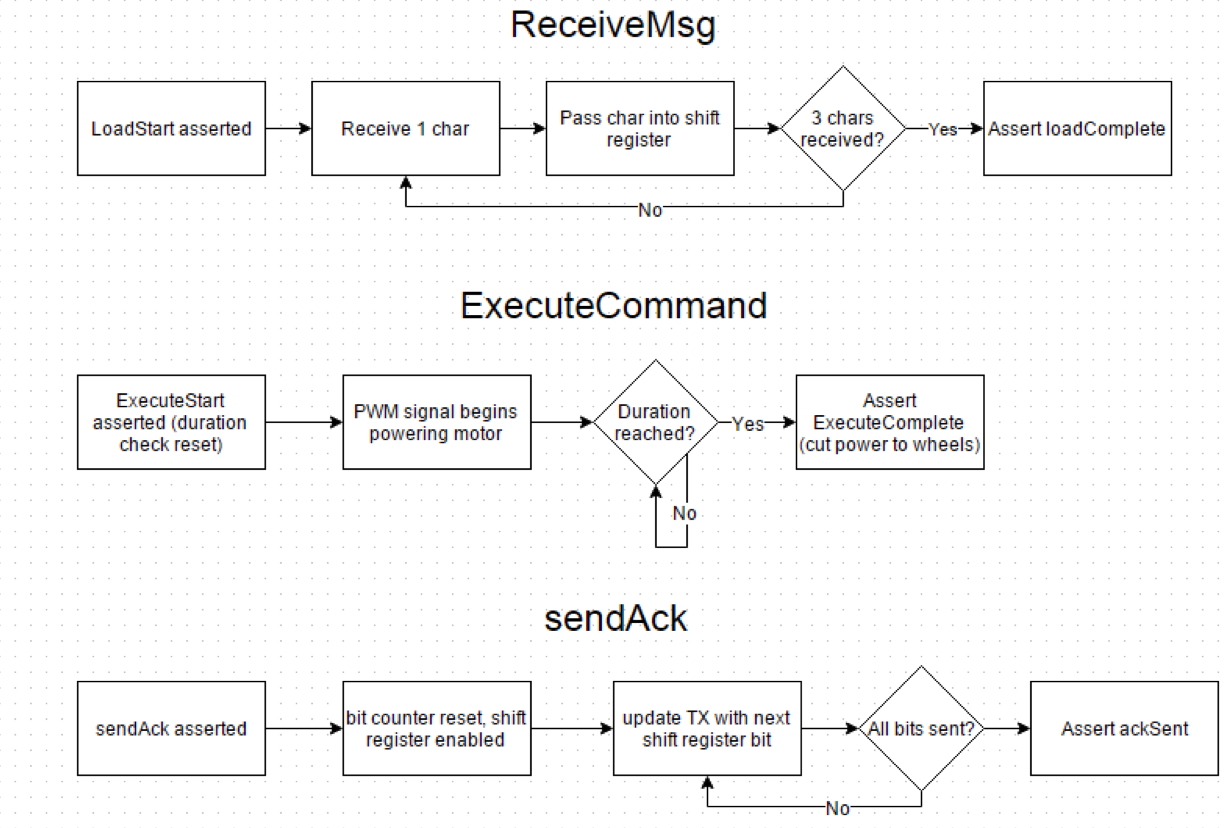 ReceiveMsg
LoadStart asserted
Receive 1 char
Pass char into shift
register
3 chars
received?
Yes
Assert loadComplete
No
ExecuteCommand
ExecuteStart
asserted (duration
check reset)
PWM signal begins
powering motor
Duration
reached?
Yes
Assert
ExecuteComplete
(cut power to wheels)
No
sendAck
sendAck asserted
bit counter reset, shift
register enabled
update TX with next
shift register bit
All bits sent?
Assert ackSent
No